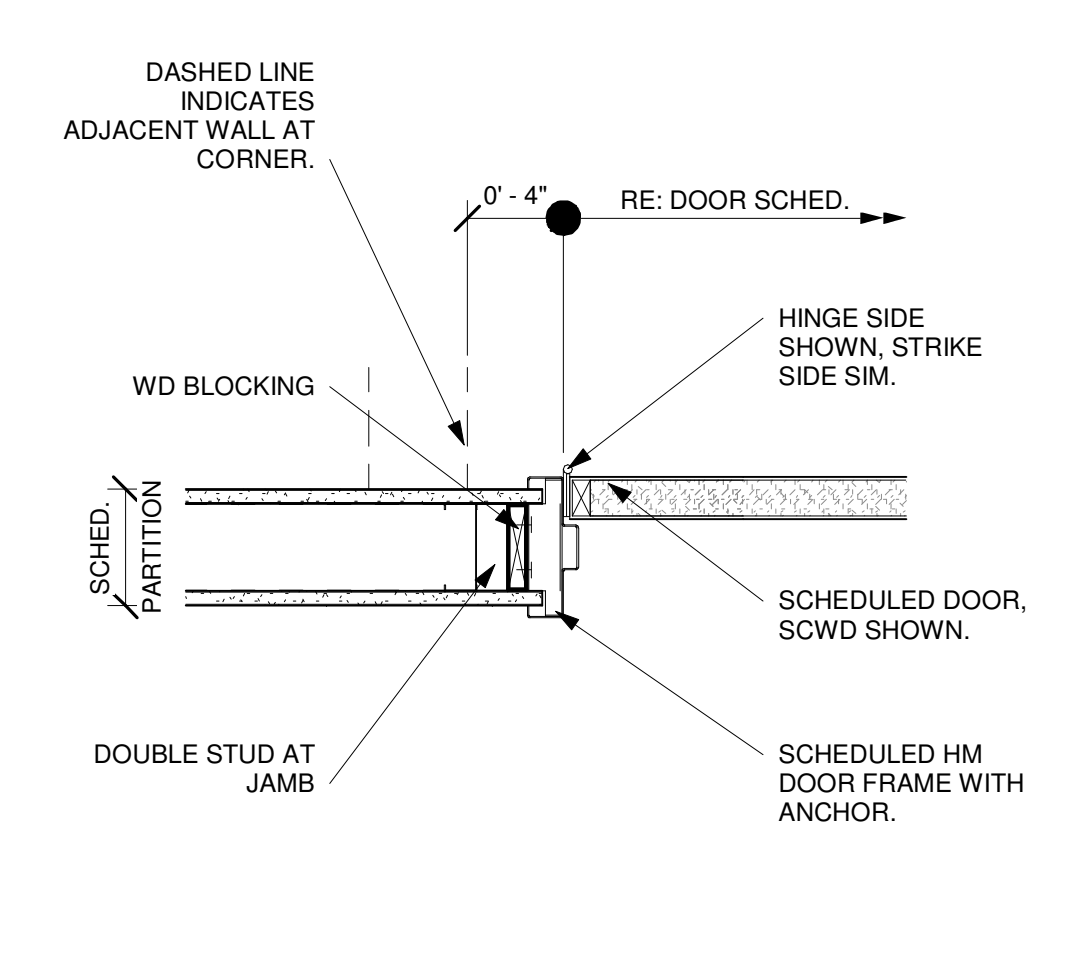 DASHED LINE
INDICATES
ADJACENT WALL AT
CORNER.
0' - 4"
RE: DOOR SCHED.
HINGE SIDE
SHOWN, STRIKE
SIDE SIM.
WD BLOCKING
SCHED.
PARTITION
SCHEDULED DOOR,
SCWD SHOWN.
DOUBLE STUD AT
JAMB
SCHEDULED HM
DOOR FRAME WITH
ANCHOR.